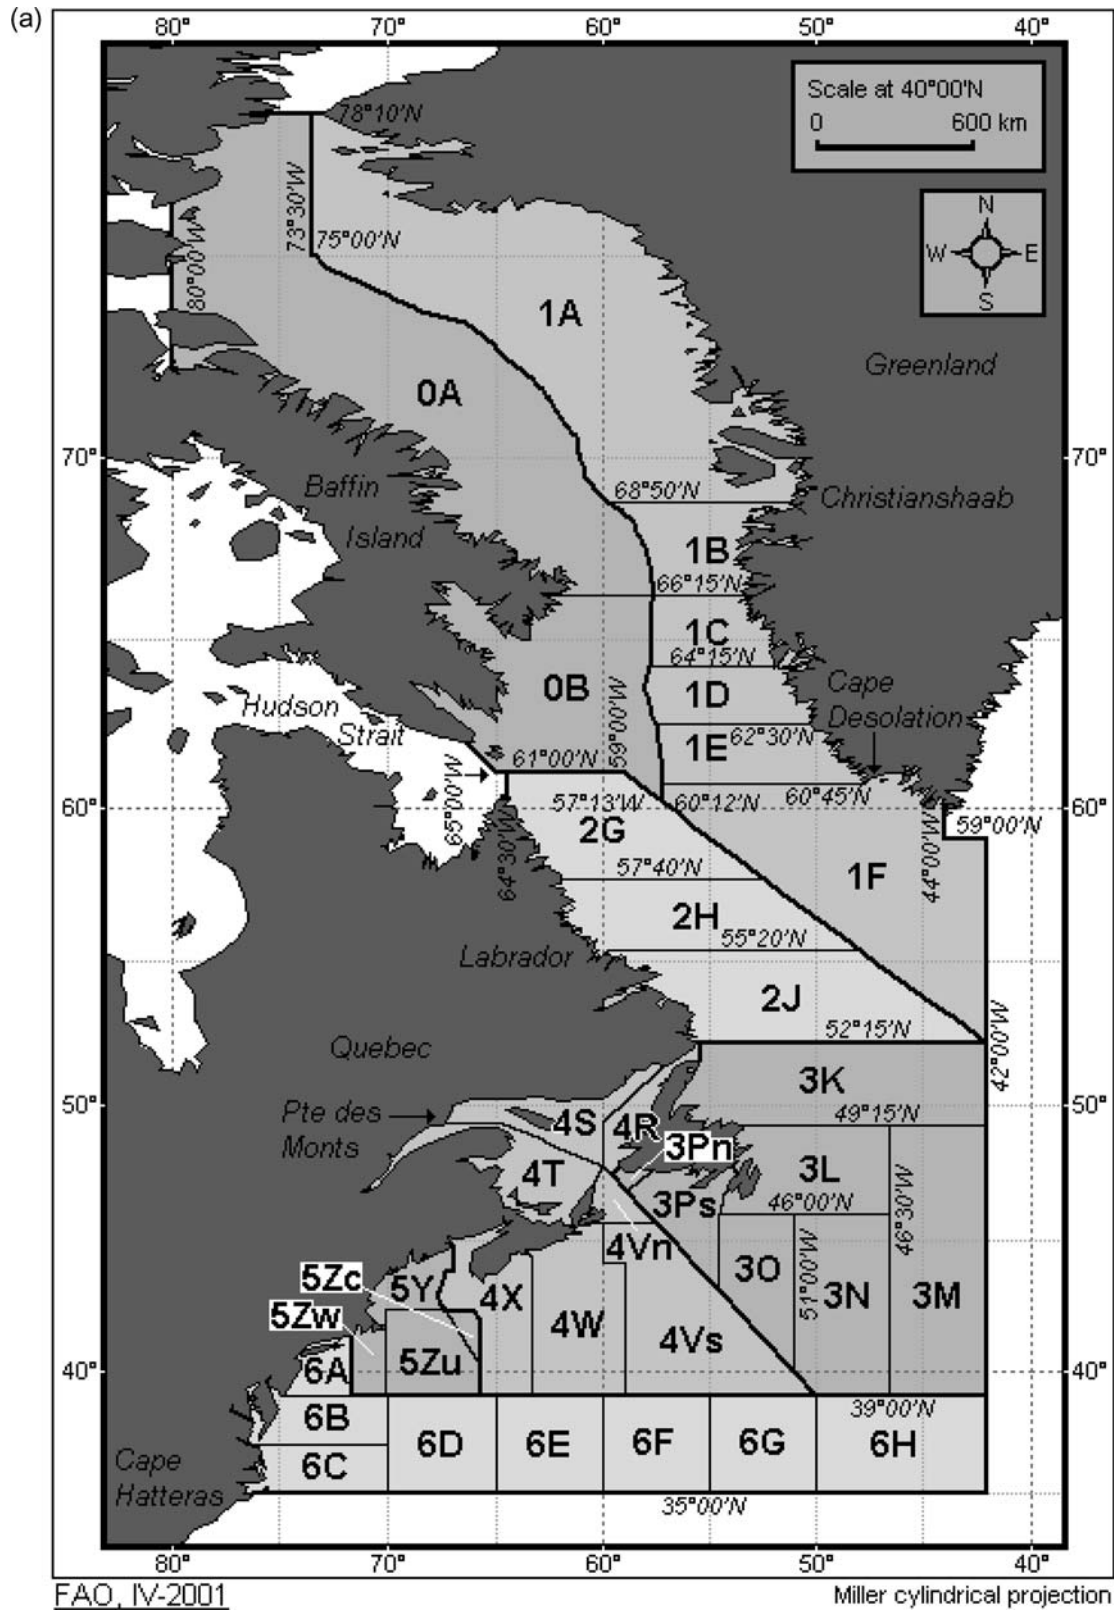 (a)
80° 70° 60° 50° 40°
Scale at 40°00'N
0 600 km
78°10'N
73°30'W
75°00'N
80°00'W
N
W E
S
1A
Greenland
0A
70° 70°
Baffin
Island
68°50'N
Christianshaab
1B
66°15'N
1C
64°15'N
0B
59°00'W
1D
Cape
Desolation
Hudson
Strait
62°30'N
1E
61°00'N
65°00'W
60°45'N
60° 60°
57°13'W
60°12'N
59°00'N
44°00'W
64°30'W
2G
57°40'N
1F
2H
55°20'N
Labrador
2J
52°15'N
42°00'W
Quebec
3K
50° 50°
49°15'N
Pte des
Monts
4S
4R
3Pn
4T
3L
46°00'N
3Ps
46°30'W
4Vn
5Zc
5Y
4X
3O
51°00'W
3N
3M
5Zw
4W
4Vs
5Zu
40° 40°
6A
39°00'N
6B
6D
6E
6F
6G
6H
6C
Cape
Hatteras
35°00'N
80° 70° 60° 50° 40°
FAO, IV-2001
Miller cylindrical projection